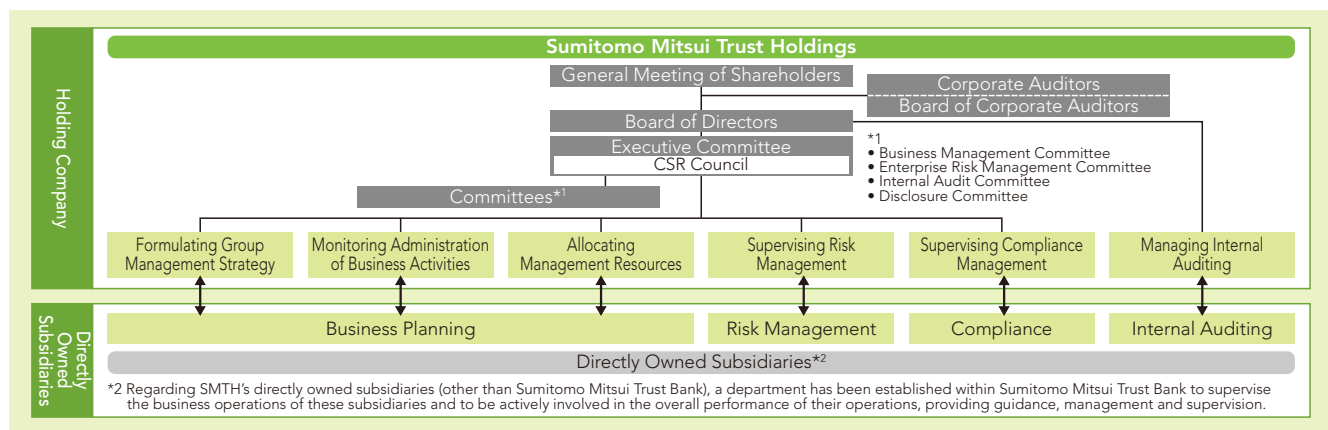 Holding Company
Sumitomo Mitsui Trust Holdings
General Meeting of Shareholders
Corporate Auditors
Board of Corporate Auditors
Board of Directors
Executive Committee
CSR Council
Committees*1
*1
• Business Management Committee
• Enterprise Risk Management Committee
• Internal Audit Committee
• Disclosure Committee
Formulating Group
Management Strategy
Monitoring Administration
of Business Activities
Allocating
Management Resources
Supervising Risk
Management
Supervising Compliance
Management
Managing Internal
Auditing
Directly
Owned
Subsidiaries
Business Planning
Risk Management
Compliance
Internal Auditing
Directly Owned Subsidiaries*2
*2 Regarding SMTH's directly owned subsidiaries (other than Sumitomo Mitsui Trust Bank), a department has been established within Sumitomo Mitsui Trust Bank to supervise
the business operations of these subsidiaries and to be actively involved in the overall performance of their operations, providing guidance, management and supervision.